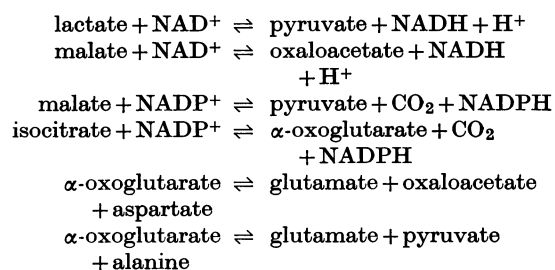 lactate + NAD⁺ ⇌ pyruvate + NADH + H⁺
malate + NAD⁺ ⇌ oxaloacetate + NADH
+ H⁺
malate + NADP⁺ ⇌ pyruvate + CO₂ + NADPH
isocitrate + NADP⁺ ⇌ α-oxoglutarate + CO₂
+ NADPH
α-oxoglutarate ⇌ glutamate + oxaloacetate
+ aspartate
α-oxoglutarate ⇌ glutamate + pyruvate
+ alanine